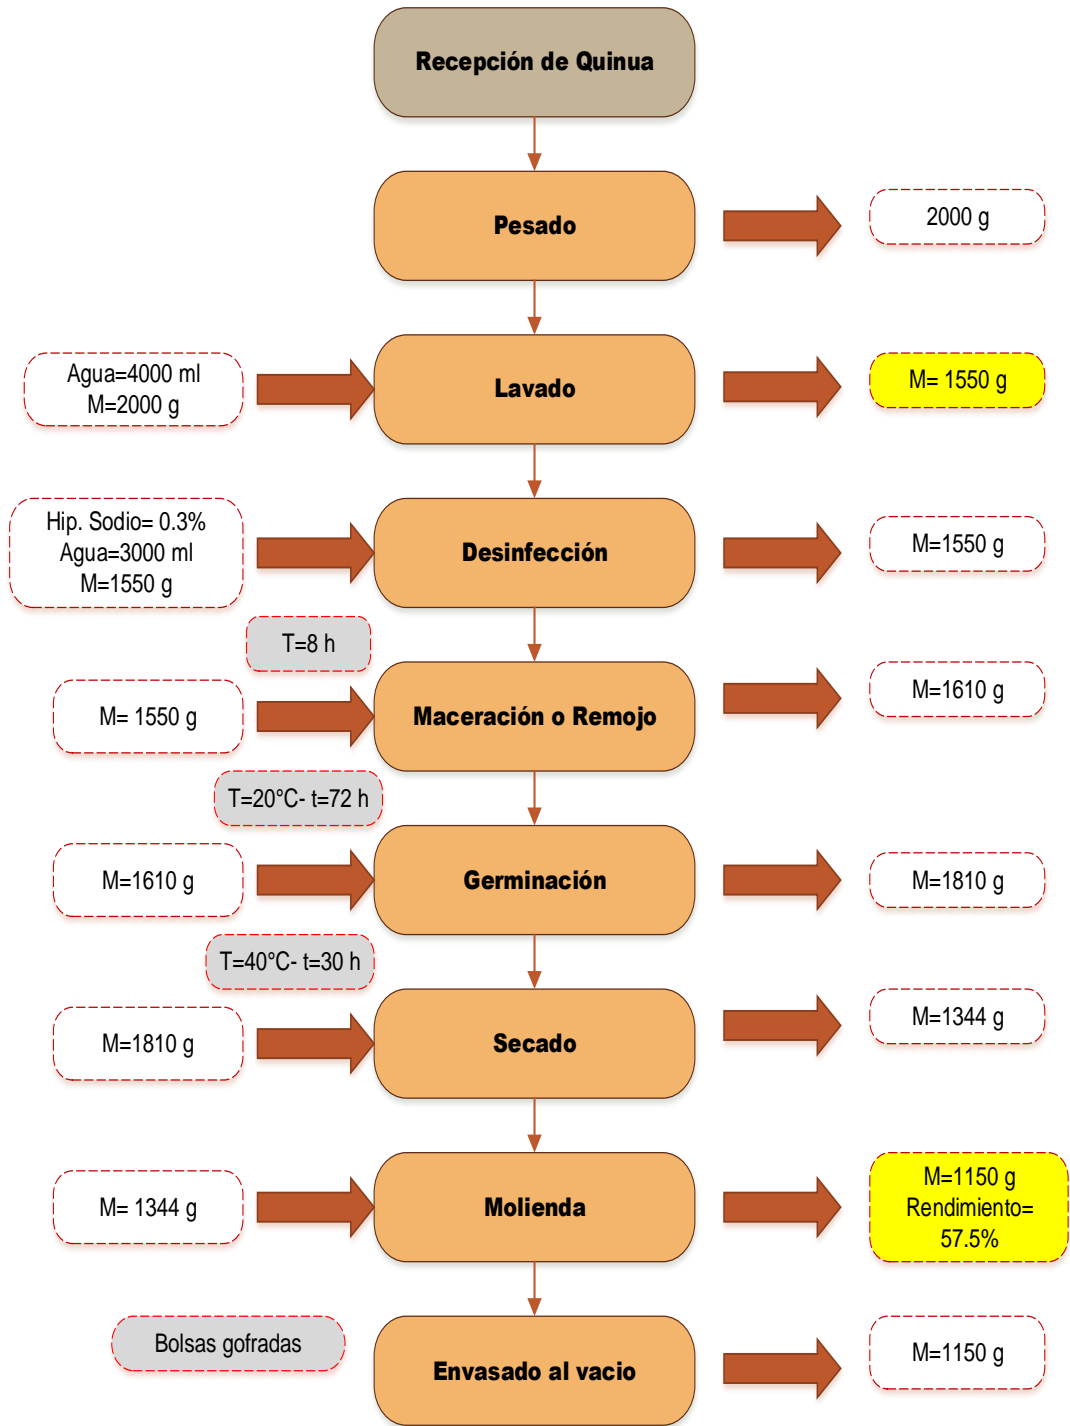 Recepción de Quinua
Pesado
2000 g
Agua=4000 ml
M=2000 g
Lavado
M= 1550 g
Hip. Sodio= 0.3%
Agua=3000 ml
M=1550 g
Desinfección
M=1550 g
T=8 h
M= 1550 g
Maceración o Remojo
M=1610 g
T=20°C- t=72 h
M=1610 g
Germinación
M=1810 g
T=40°C- t=30 h
M=1810 g
Secado
M=1344 g
M= 1344 g
Molienda
M=1150 g
Rendimiento=
57.5%
Bolsas gofradas
Envasado al vacio
M=1150 g